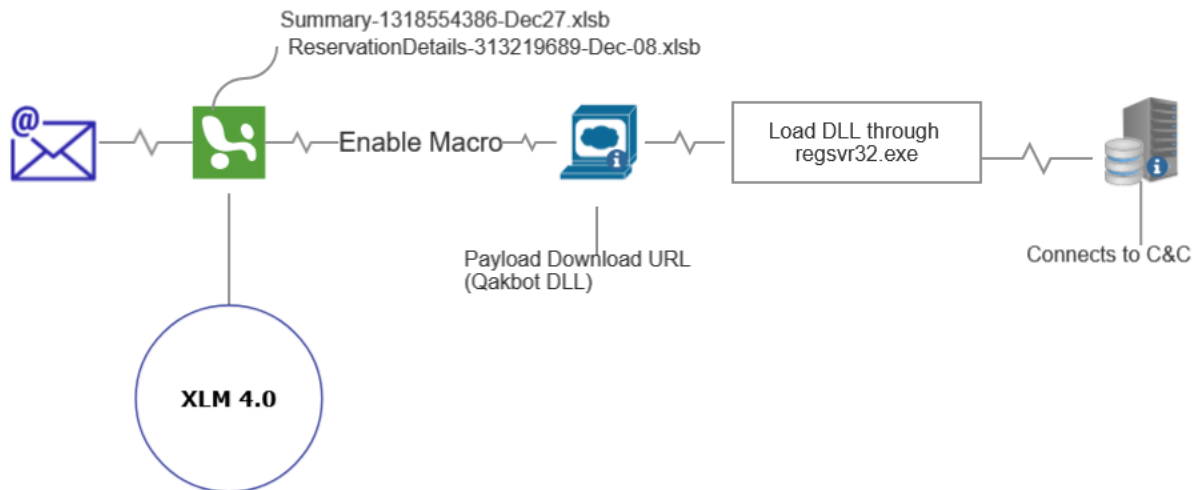 Summary-1318554386-Dec27.xlsb
ReservationDetails-313219689-Dec-08.xlsb
@
Enable Macro
Load DLL through
regsvr32.exe
Payload Download URL
(Qakbot DLL)
Connects to C&C
XLM 4.0